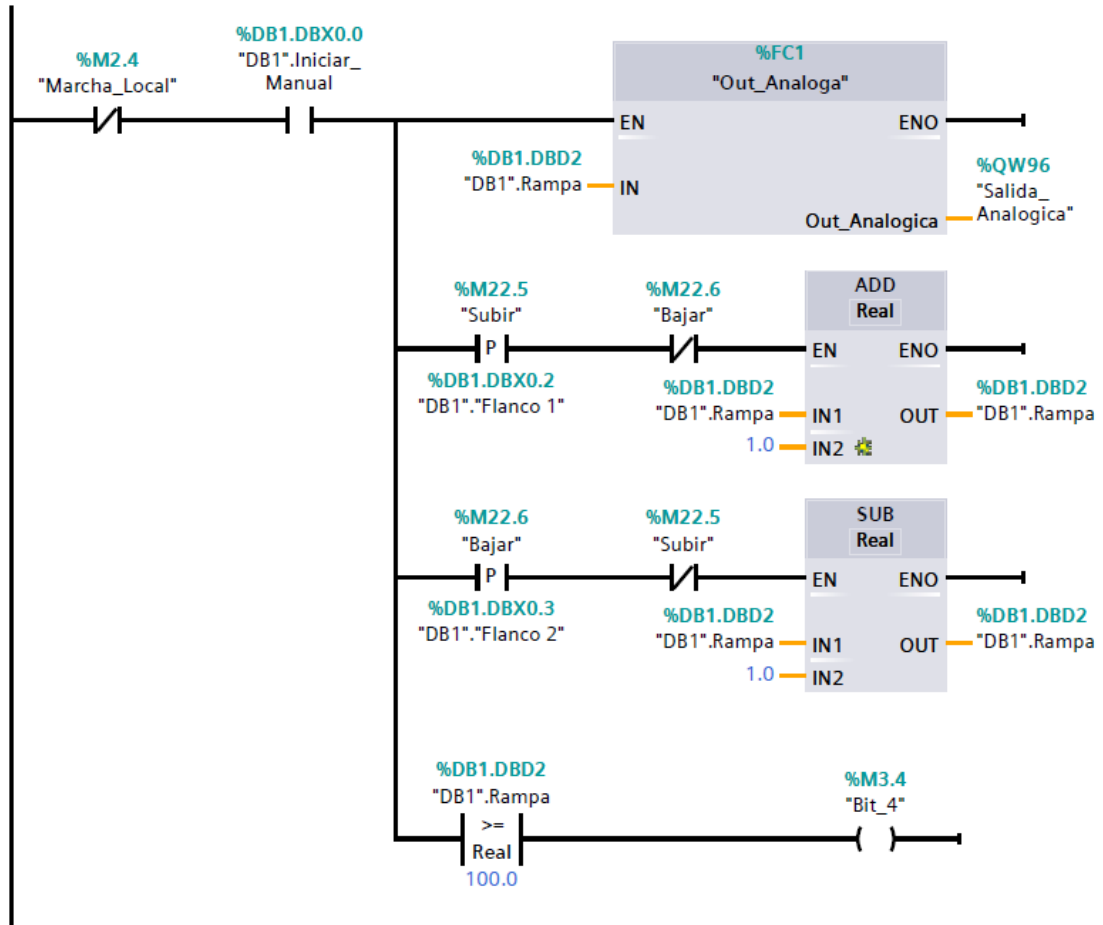 %M2.4
"Marcha_Local"
%DB1.DBX0.0
"DB1".Iniciar_
Manual
%FC1
"Out_Analoga"
EN
ENO
%DB1.DBD2
"DB1".Rampa
IN
%QW96
"Salida_
Analogica"
Out_Analogica
%M22.5
"Subir"
P
%DB1.DBX0.2
"DB1"."Flanco 1"
%M22.6
"Bajar"
ADD
Real
EN
ENO
%DB1.DBD2
"DB1".Rampa
IN1
1.0
IN2
OUT
%DB1.DBD2
"DB1".Rampa
%M22.6
"Bajar"
P
%DB1.DBX0.3
"DB1"."Flanco 2"
%M22.5
"Subir"
SUB
Real
EN
ENO
%DB1.DBD2
"DB1".Rampa
IN1
1.0
IN2
OUT
%DB1.DBD2
"DB1".Rampa
%DB1.DBD2
"DB1".Rampa
>=
Real
100.0
%M3.4
"Bit_4"